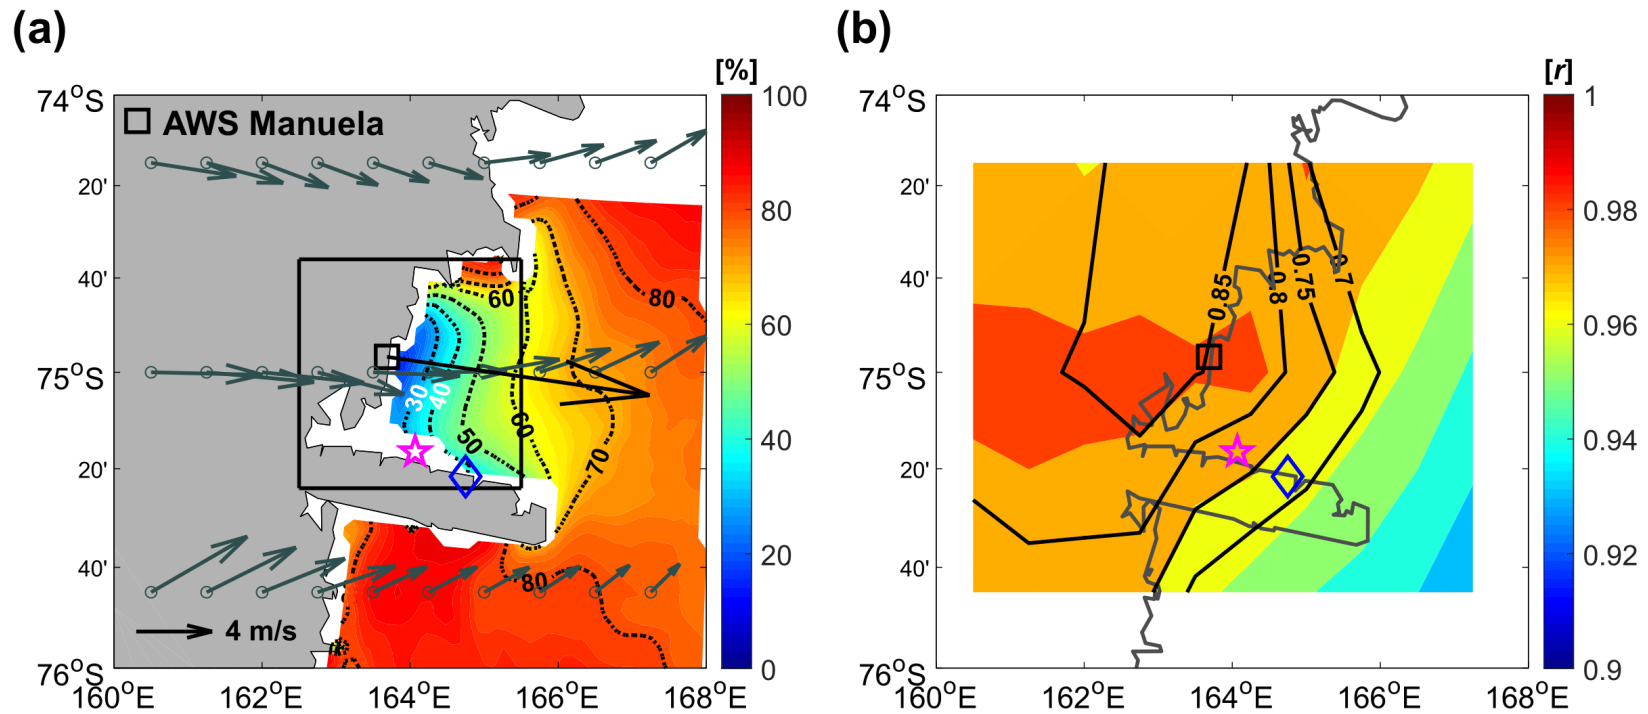 (a)
[%]
74°S
AWS Manuela
100
20'
80
40'
60
80
60
75°S
30
40
40
50
60
70
20'
20
40'
80
4 m/s
76°S
0
160°E
162°E
164°E
166°E
168°E
(b)
[r]
74°S
1
20'
0.98
40'
0.85
0.8
0.75
0.7
0.96
75°S
0.94
20'
0.92
40'
76°S
0.9
160°E
162°E
164°E
166°E
168°E